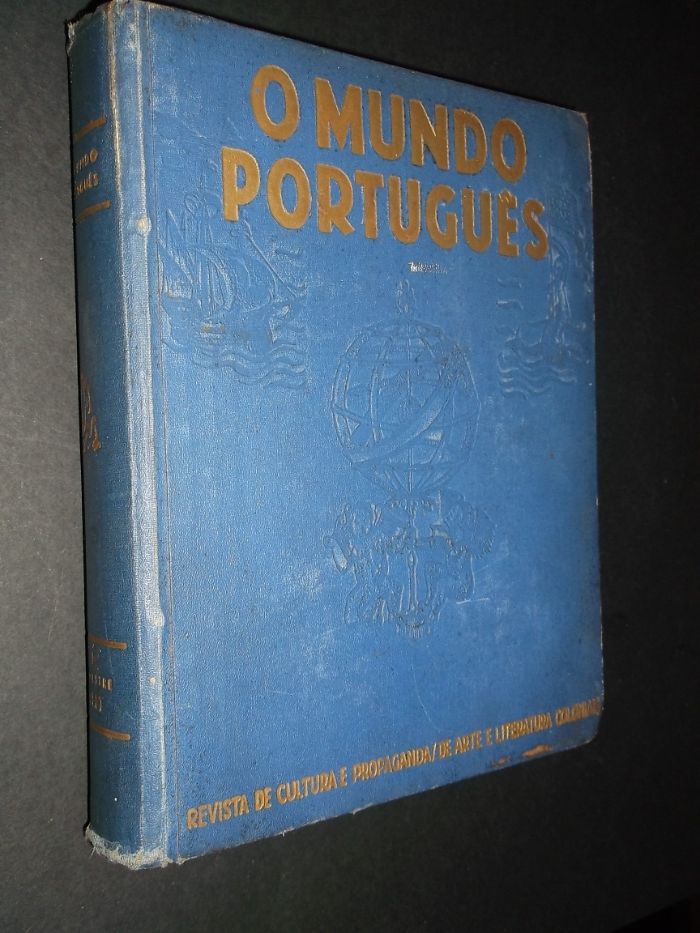 O MUNDO
PORTUGUÊS
REVISTA DE CULTURA E PROPAGANDA / DE ARTE E LITERATURA COLONIAIS